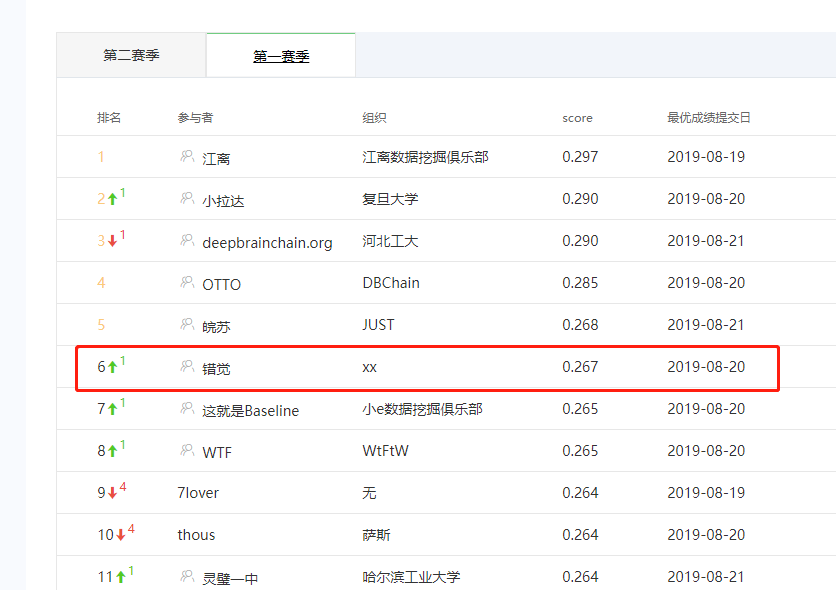 第二赛季 第一赛季
排名 参与者 组织 score 最优成绩提交日
1 江离 江离数据挖掘俱乐部 0.297 2019-08-19
2 1 小拉达 复旦大学 0.290 2019-08-20
3 1 deepbrainchain.org 河北工大 0.290 2019-08-21
4 OTTO DBChain 0.285 2019-08-20
5 皖苏 JUST 0.268 2019-08-21
6 1 错觉 xx 0.267 2019-08-20
7 1 这就是Baseline 小e数据挖掘俱乐部 0.265 2019-08-20
8 1 WTF WtFtW 0.265 2019-08-20
9 4 7lover 无 0.264 2019-08-19
10 4 thous 萨斯 0.264 2019-08-20
11 1 灵璧一中 哈尔滨工业大学 0.264 2019-08-21